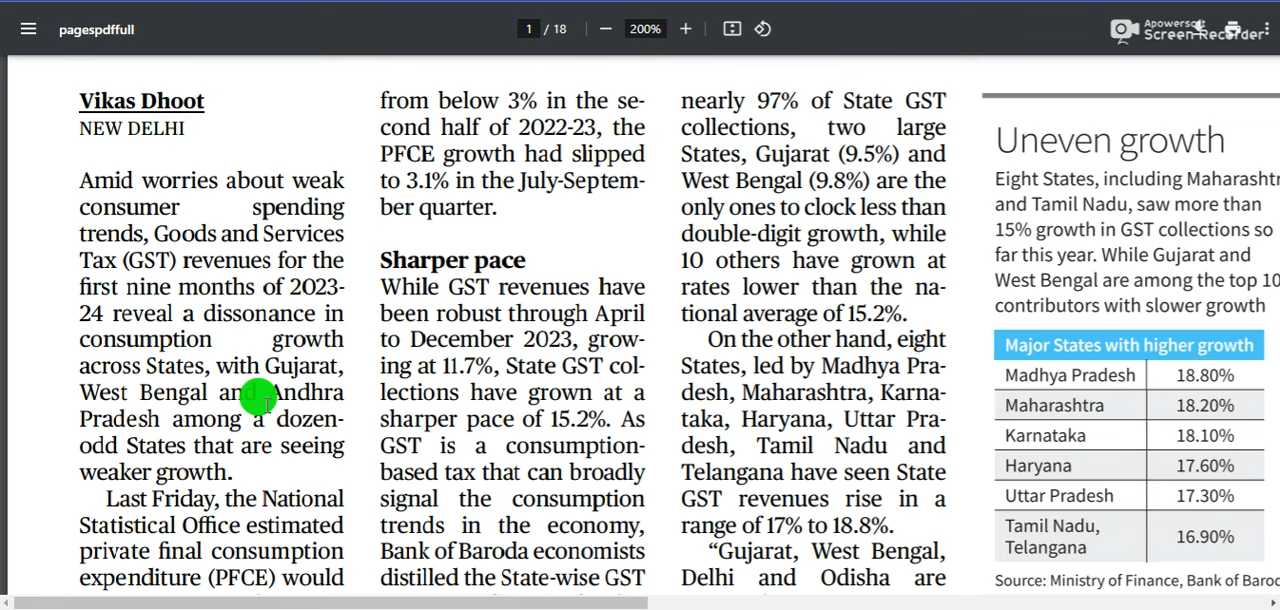 pagespdffull
1 / 18
200%
Apowersoft
Screen Recorder
Vikas Dhoot
NEW DELHI
Amid worries about weak
consumer spending
trends, Goods and Services
Tax (GST) revenues for the
first nine months of 2023-
24 reveal a dissonance in
consumption growth
across States, with Gujarat,
West Bengal and Andhra
Pradesh among a dozen-
odd States that are seeing
weaker growth.
Last Friday, the National
Statistical Office estimated
private final consumption
expenditure (PFCE) would
from below 3% in the se-
cond half of 2022-23, the
PFCE growth had slipped
to 3.1% in the July-Septem-
ber quarter.
Sharper pace
While GST revenues have
been robust through April
to December 2023, grow-
ing at 11.7%, State GST col-
lections have grown at a
sharper pace of 15.2%. As
GST is a consumption-
based tax that can broadly
signal the consumption
trends in the economy,
Bank of Baroda economists
distilled the State-wise GST
nearly 97% of State GST
collections, two large
States, Gujarat (9.5%) and
West Bengal (9.8%) are the
only ones to clock less than
double-digit growth, while
10 others have grown at
rates lower than the na-
tional average of 15.2%.
On the other hand, eight
States, led by Madhya Pra-
desh, Maharashtra, Karna-
taka, Haryana, Uttar Pra-
desh, Tamil Nadu and
Telangana have seen State
GST revenues rise in a
range of 17% to 18.8%.
“Gujarat, West Bengal,
Delhi and Odisha are
Uneven growth
Eight States, including Maharashtr
and Tamil Nadu, saw more than
15% growth in GST collections so
far this year. While Gujarat and
West Bengal are among the top 10
contributors with slower growth
Major States with higher growth
Madhya Pradesh 18.80%
Maharashtra 18.20%
Karnataka 18.10%
Haryana 17.60%
Uttar Pradesh 17.30%
Tamil Nadu,
Telangana 16.90%
Source: Ministry of Finance, Bank of Baroc